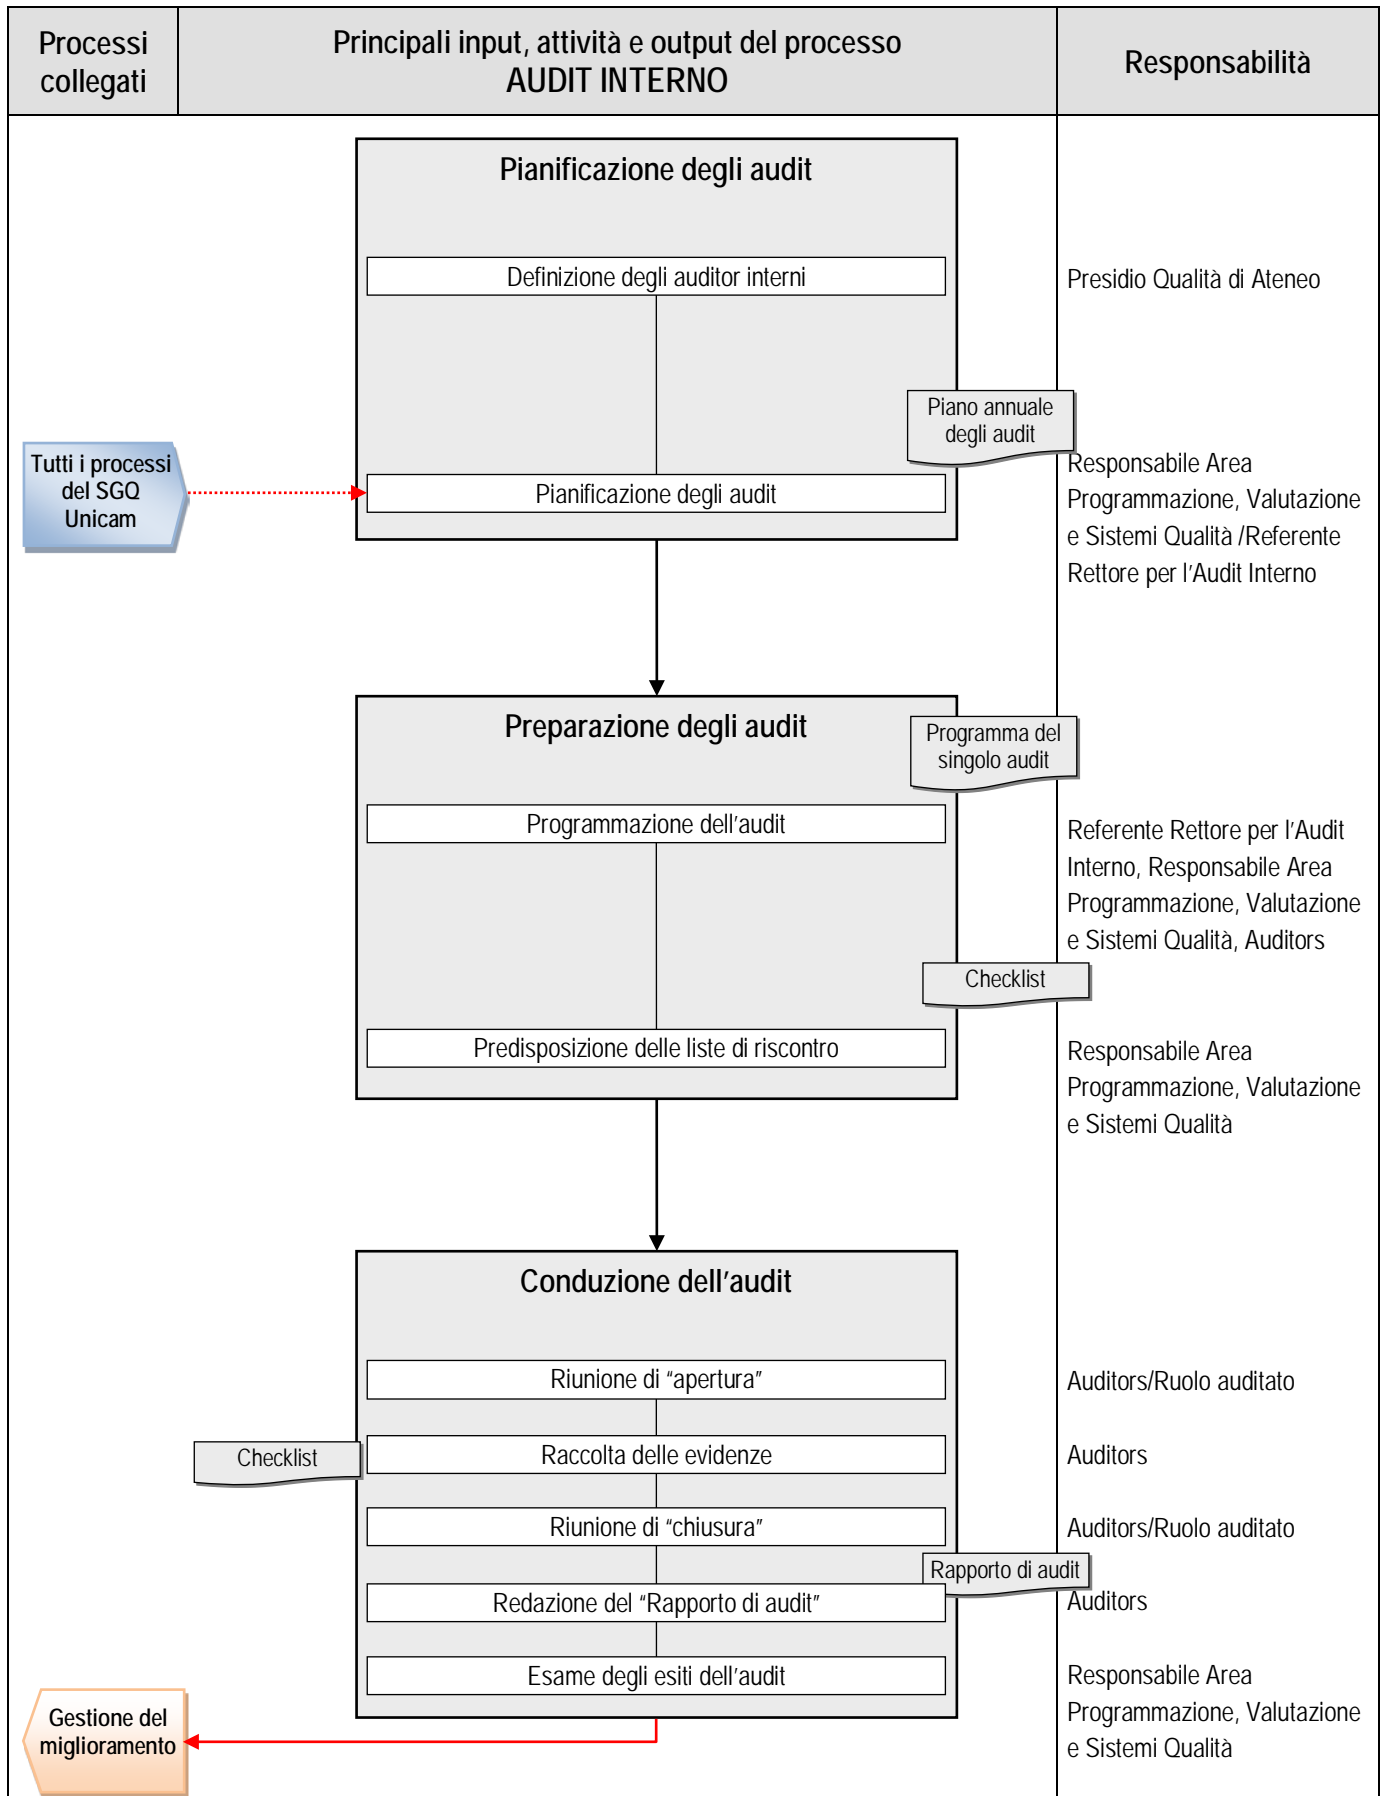 Processi
collegati
Principali input, attività e output del processo
AUDIT INTERNO
Responsabilità
Pianificazione degli audit
Definizione degli auditor interni
Presidio Qualità di Ateneo
Piano annuale
degli audit
Tutti i processi
del SGQ
Unicam
Pianificazione degli audit
Responsabile Area
Programmazione, Valutazione
e Sistemi Qualità /Referente
Rettore per l’Audit Interno
Preparazione degli audit
Programma del
singolo audit
Programmazione dell’audit
Referente Rettore per l’Audit
Interno, Responsabile Area
Programmazione, Valutazione
e Sistemi Qualità, Auditors
Checklist
Predisposizione delle liste di riscontro
Responsabile Area
Programmazione, Valutazione
e Sistemi Qualità
Conduzione dell’audit
Riunione di “apertura”
Auditors/Ruolo auditato
Checklist
Raccolta delle evidenze
Auditors
Riunione di “chiusura”
Auditors/Ruolo auditato
Rapporto di audit
Redazione del “Rapporto di audit”
Auditors
Esame degli esiti dell’audit
Responsabile Area
Programmazione, Valutazione
e Sistemi Qualità
Gestione del
miglioramento